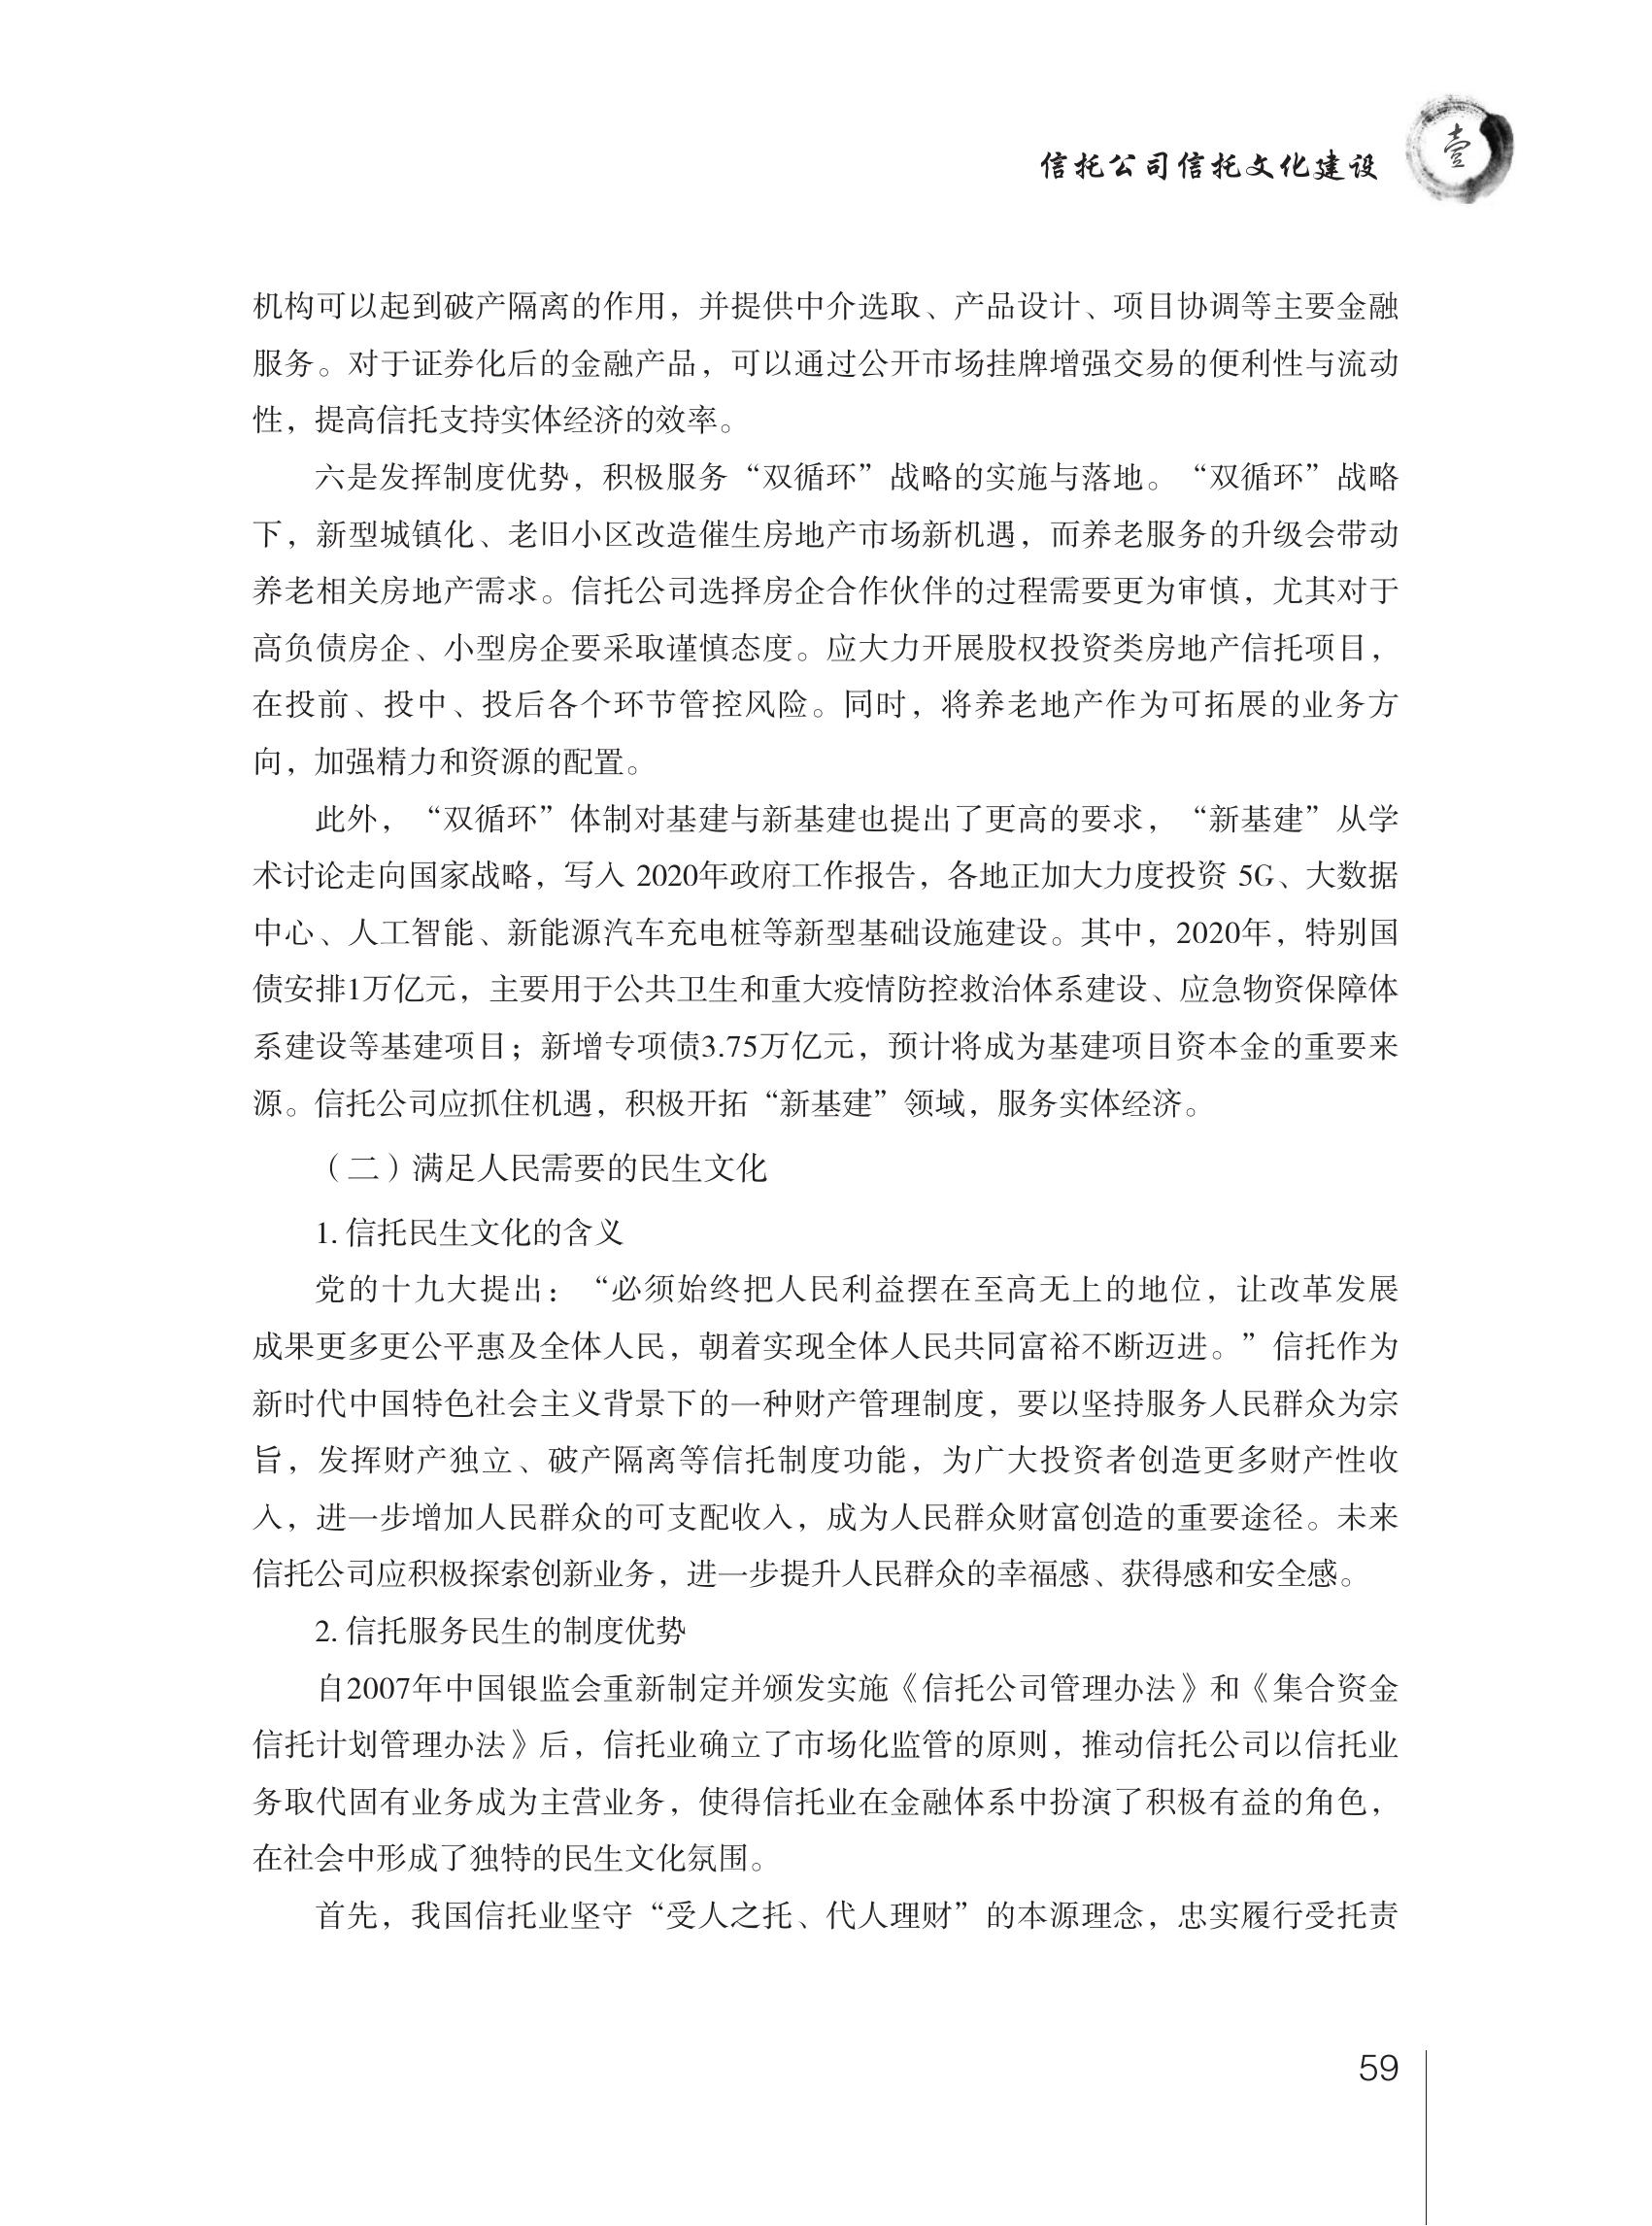 信托公司信托文化建设
壹
机构可以起到破产隔离的作用，并提供中介选取、产品设计、项目协调等主要金融
服务。对于证券化后的金融产品，可以通过公开市场挂牌增强交易的便利性与流动
性，提高信托支持实体经济的效率。
六是发挥制度优势，积极服务“双循环”战略的实施与落地。“双循环”战略
下，新型城镇化、老旧小区改造催生房地产市场新机遇，而养老服务的升级会带动
养老相关房地产需求。信托公司选择房企合作伙伴的过程需要更为审慎，尤其对于
高负债房企、小型房企要采取谨慎态度。应大力开展股权投资类房地产信托项目，
在投前、投中、投后各个环节管控风险。同时，将养老地产作为可拓展的业务方
向，加强精力和资源的配置。
此外，“双循环”体制对基建与新基建也提出了更高的要求，“新基建”从学
术讨论走向国家战略，写入 2020年政府工作报告，各地正加大力度投资 5G、大数据
中心、人工智能、新能源汽车充电桩等新型基础设施建设。其中，2020年，特别国
债安排1万亿元，主要用于公共卫生和重大疫情防控救治体系建设、应急物资保障体
系建设等基建项目；新增专项债3.75万亿元，预计将成为基建项目资本金的重要来
源。信托公司应抓住机遇，积极开拓“新基建”领域，服务实体经济。
（二）满足人民需要的民生文化
1. 信托民生文化的含义
党的十九大提出：“必须始终把人民利益摆在至高无上的地位，让改革发展
成果更多更公平惠及全体人民，朝着实现全体人民共同富裕不断迈进。”信托作为
新时代中国特色社会主义背景下的一种财产管理制度，要以坚持服务人民群众为宗
旨，发挥财产独立、破产隔离等信托制度功能，为广大投资者创造更多财产性收
入，进一步增加人民群众的可支配收入，成为人民群众财富创造的重要途径。未来
信托公司应积极探索创新业务，进一步提升人民群众的幸福感、获得感和安全感。
2. 信托服务民生的制度优势
自2007年中国银监会重新制定并颁发实施《信托公司管理办法》和《集合资金
信托计划管理办法》后，信托业确立了市场化监管的原则，推动信托公司以信托业
务取代固有业务成为主营业务，使得信托业在金融体系中扮演了积极有益的角色，
在社会中形成了独特的民生文化氛围。
首先，我国信托业坚守“受人之托、代人理财”的本源理念，忠实履行受托责
59